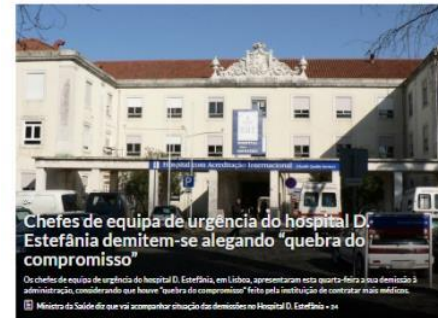 Hospital com Acreditação Internacional
Chefes de equipa de urgência do hospital D.
Estefânia demitem-se alegando “quebra do
compromisso”
Os chefes de equipa de urgência do hospital D. Estefânia, em Lisboa, apresentaram esta quarta-feira a sua demissão à
administração, considerando que houve “quebra do compromisso” feito pela instituição de contratar mais médicos.
Ministra da Saúde diz que vai acompanhar situação das demissões no Hospital D. Estefânia